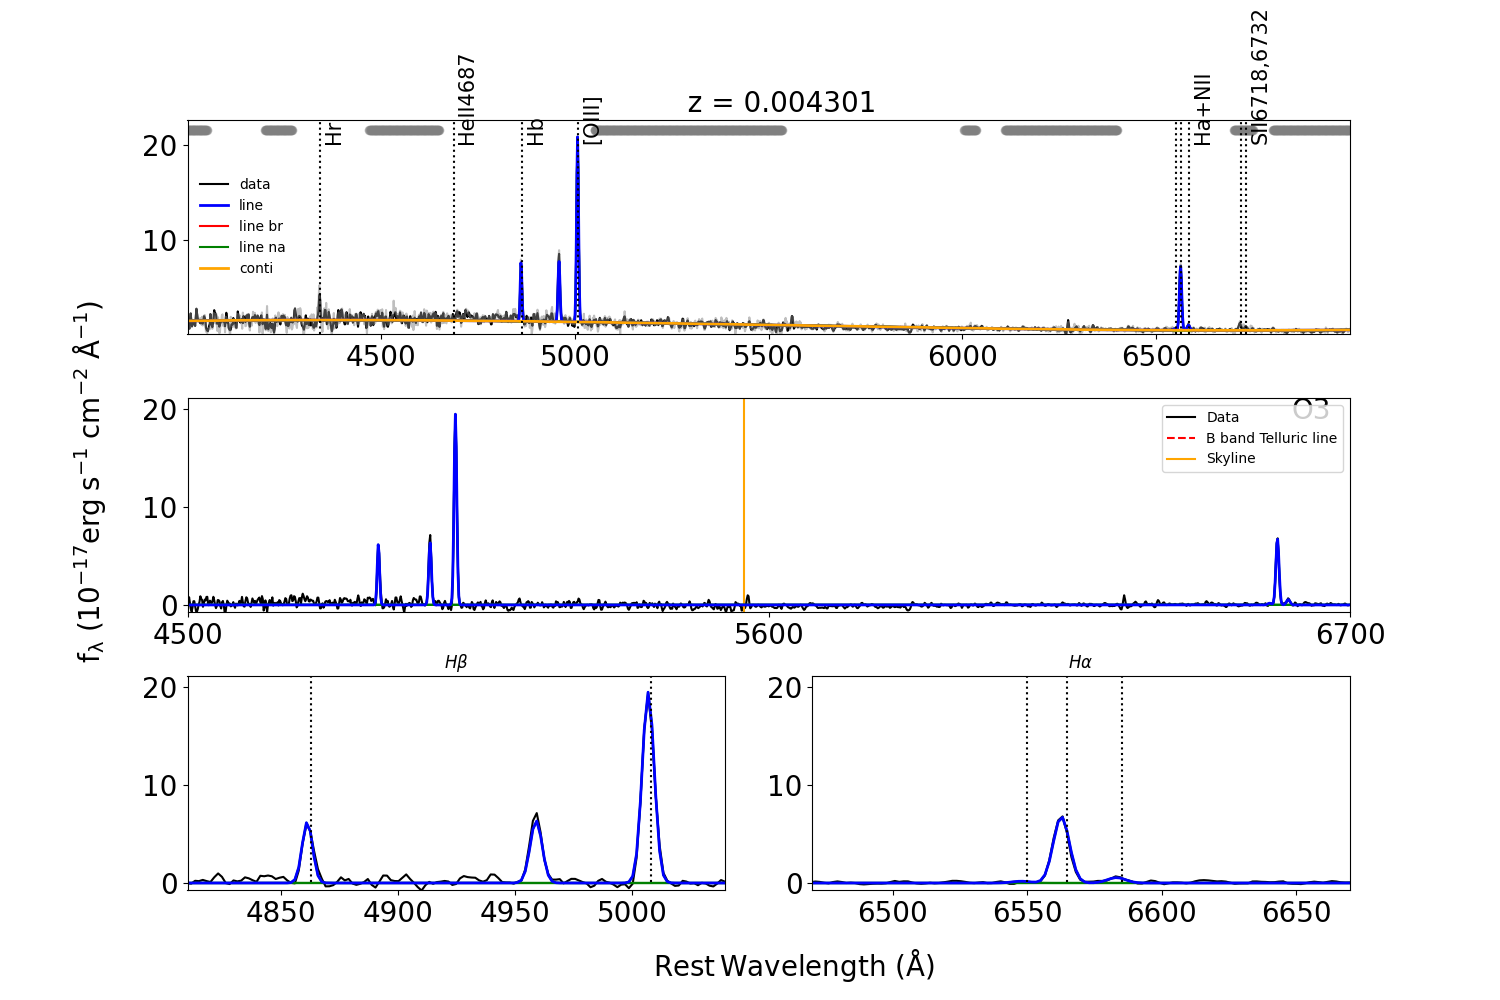 z = 0.004301
Hr
HeII4687
Hb
[OIII]
Ha+NII
SII6718,6732
20
10
data
line
line br
line na
conti
4500 5000 5500 6000 6500
f_λ (10^−17 erg s^−1 cm^−2 Å^−1)
20
10
0
O3
Data
B band Telluric line
Skyline
4500 5600 6700
Hβ
20
10
0
4850 4900 4950 5000
Hα
20
10
0
6500 6550 6600 6650
Rest Wavelength (Å)